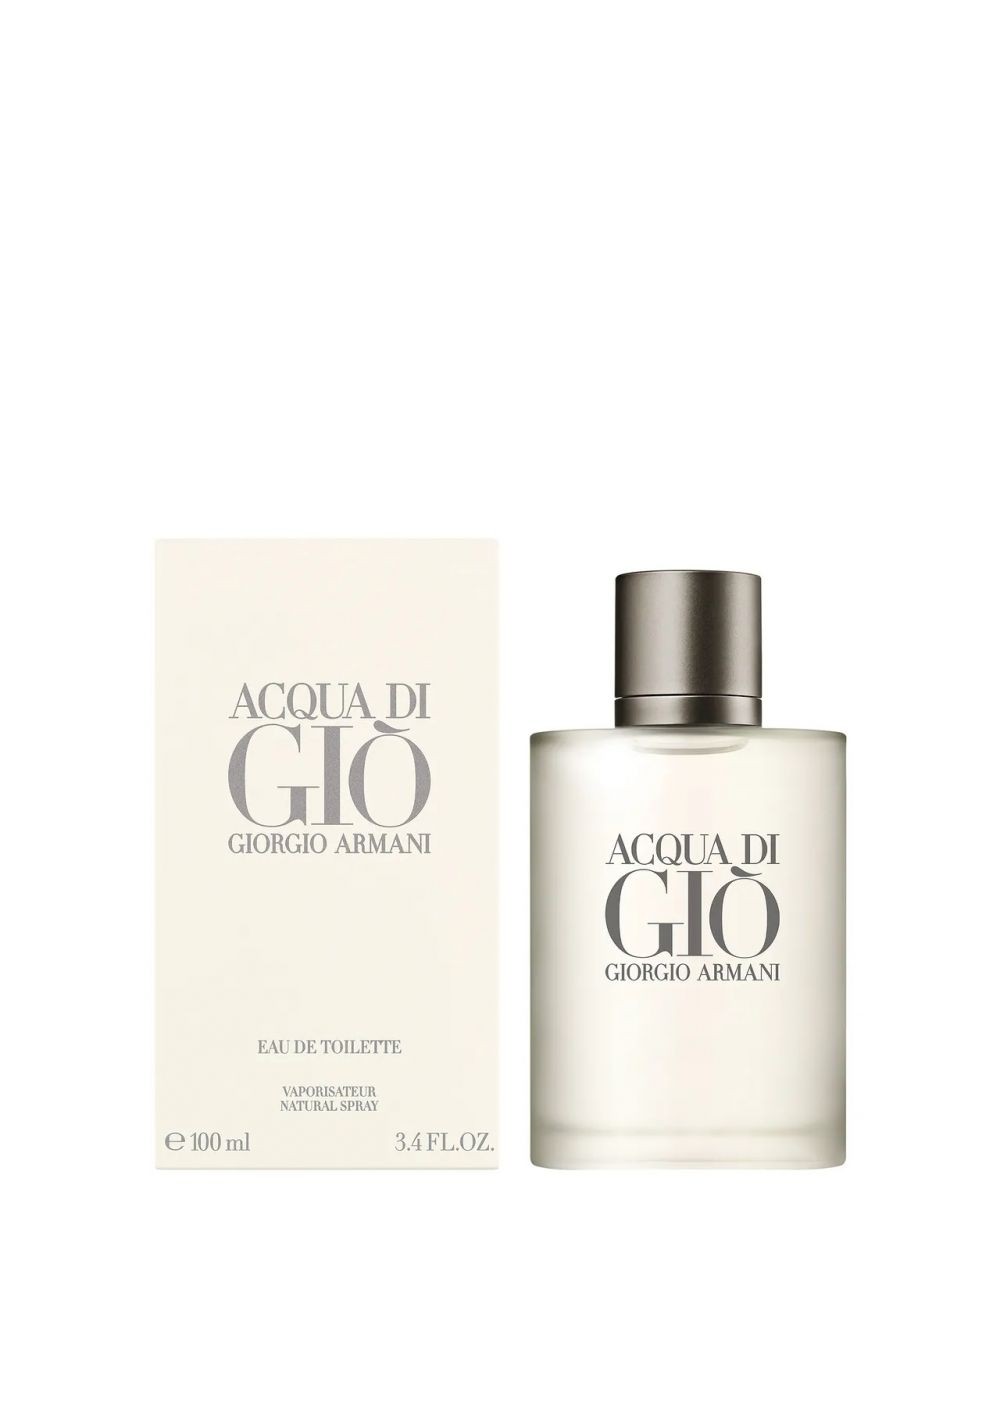 ACQUA DI
GIÒ
GIORGIO ARMANI
EAU DE TOILETTE
VAPORISATEUR
NATURAL SPRAY
℮ 100 ml 3.4 FL.OZ.
ACQUA DI
GIÒ
GIORGIO ARMANI